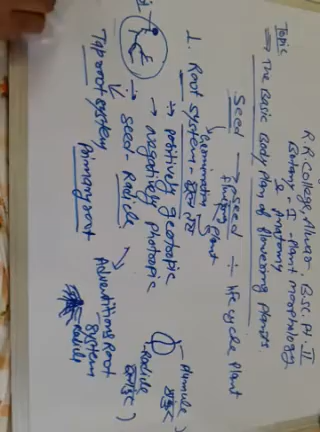 R.R. College, Alwar, B.Sc. Pt. II
Botany - I - Plant Morphology
& Anatomy
Topic
⇒ The Basic Body Plan of flowering Plants.
Seed → Seed ÷ life cycle Plant
Germination
Plant
1. Root system -
÷ positively geotropic
→ negatively phototropic
÷ seed - Radicle
Tap root system
Primary root
Adventitious Root
System
Radicle
Plumule
Radicle